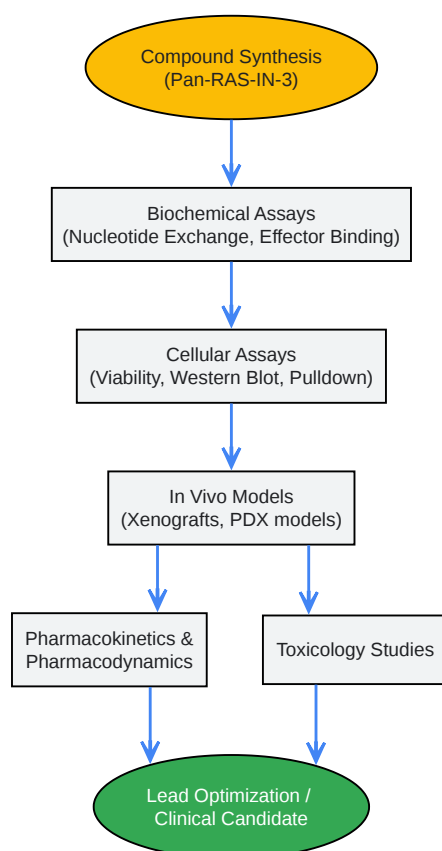 Compound Synthesis
(Pan-RAS-IN-3)
Biochemical Assays
(Nucleotide Exchange, Effector Binding)
Cellular Assays
(Viability, Western Blot, Pulldown)
In Vivo Models
(Xenografts, PDX models)
Pharmacokinetics &
Pharmacodynamics
Toxicology Studies
Lead Optimization /
Clinical Candidate